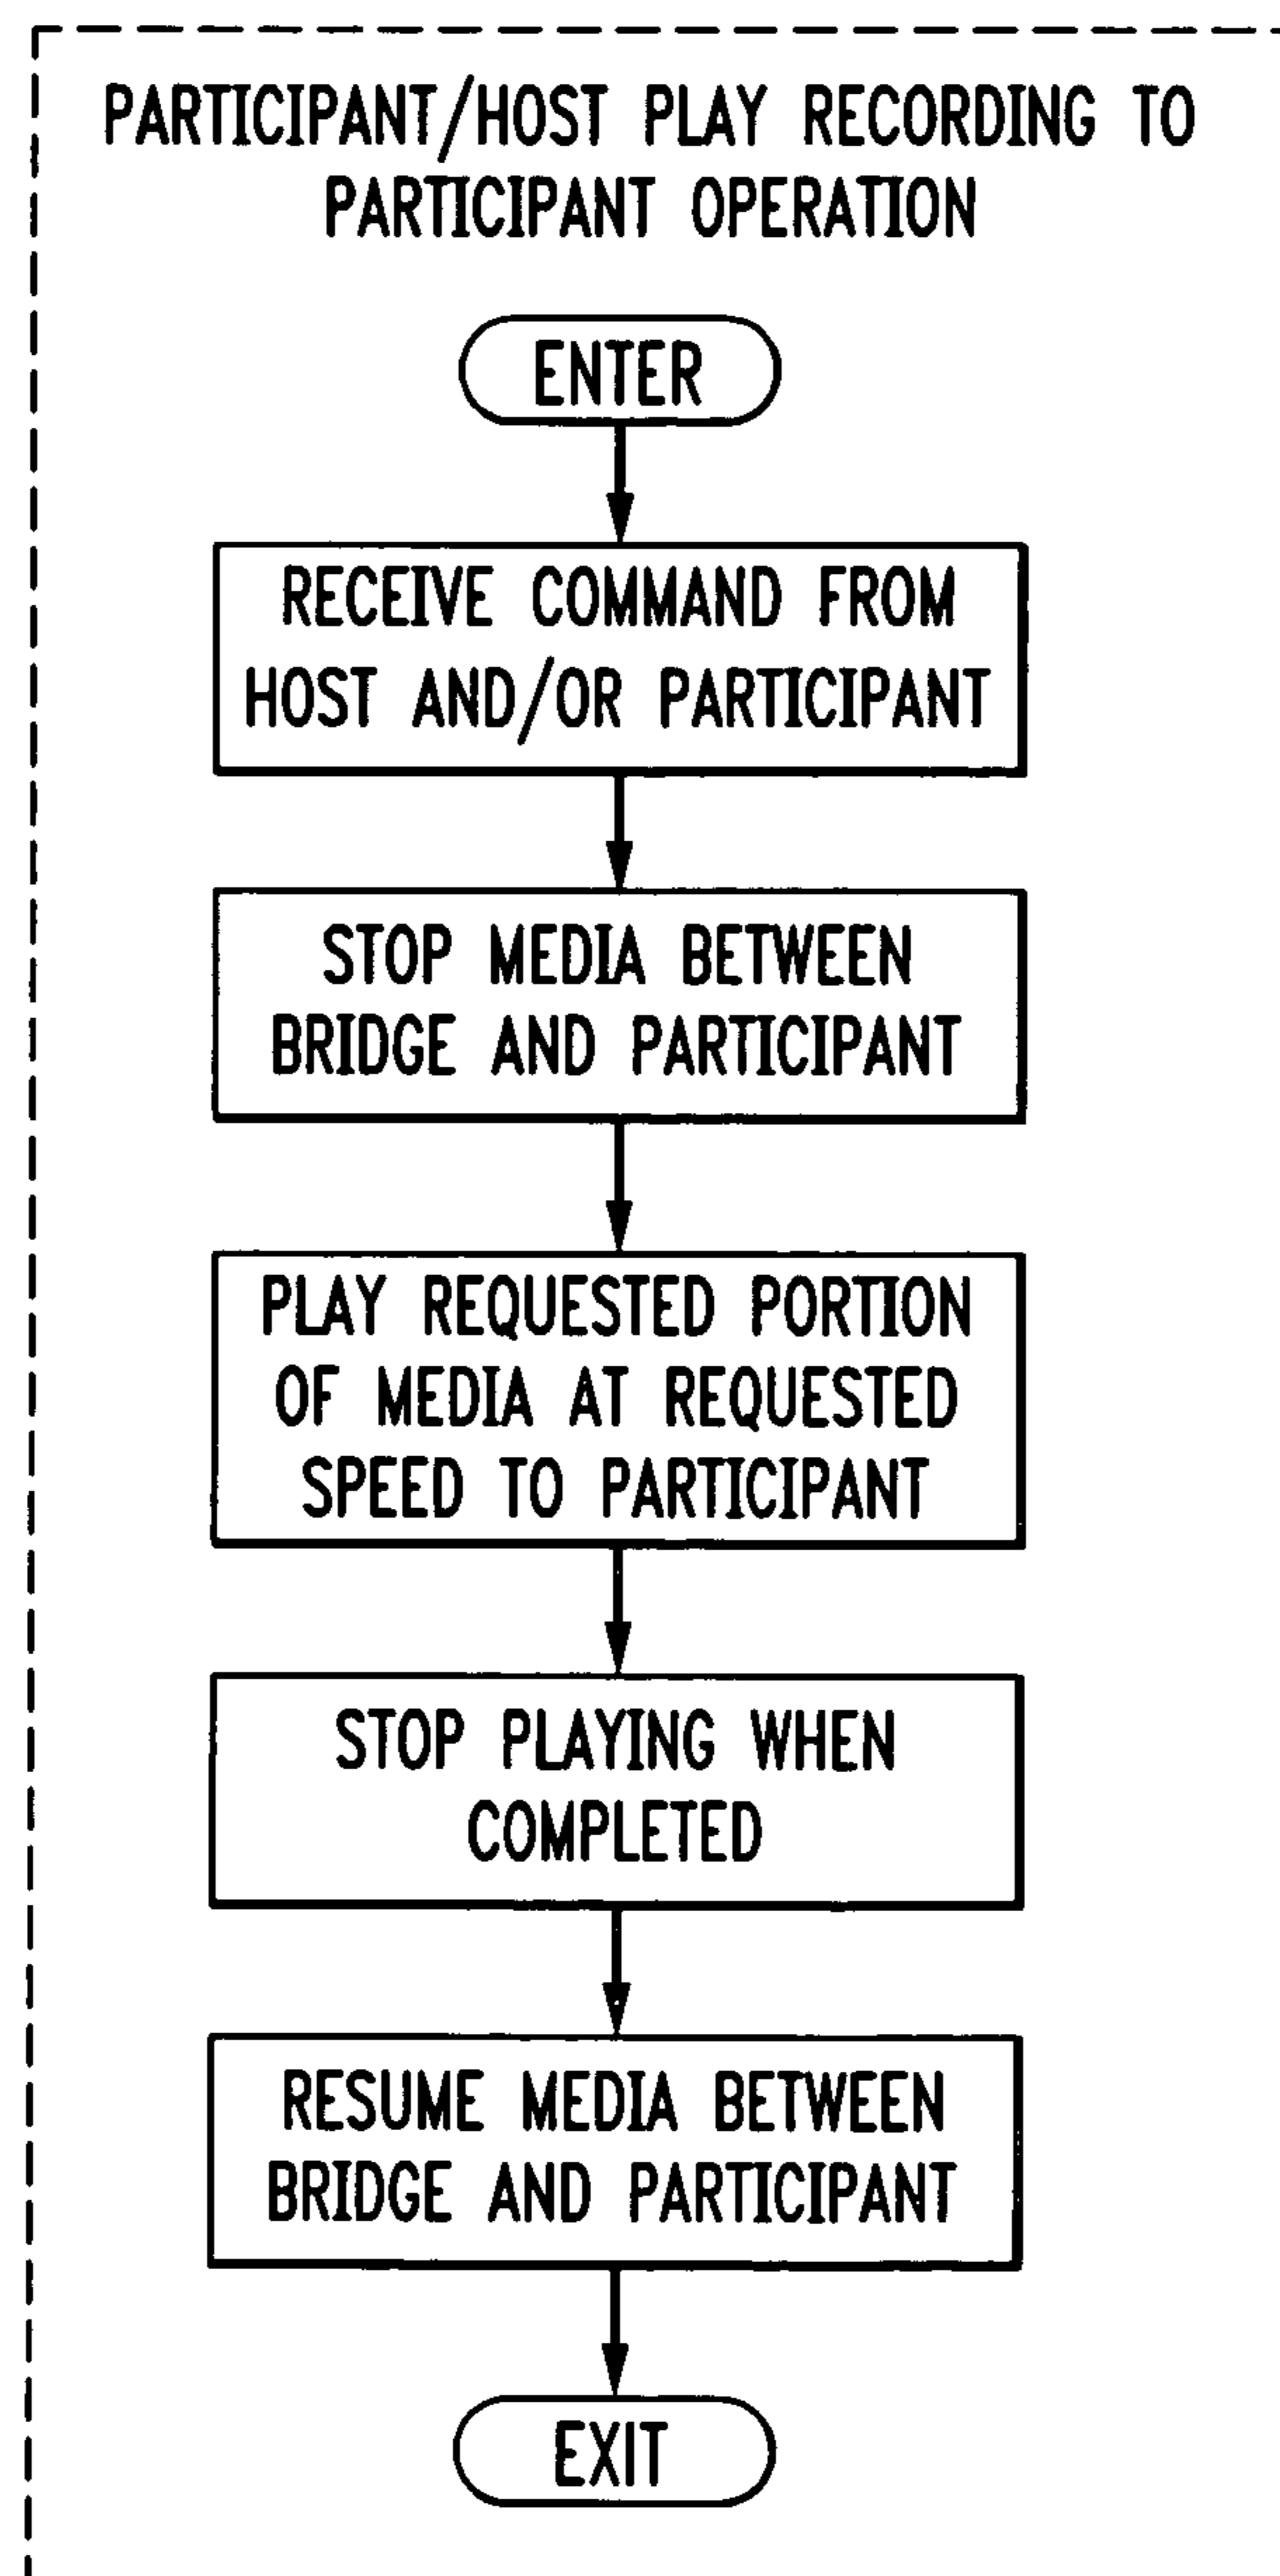 PARTICIPANT/HOST PLAY RECORDING TO
PARTICIPANT OPERATION
ENTER
RECEIVE COMMAND FROM
HOST AND/OR PARTICIPANT
STOP MEDIA BETWEEN
BRIDGE AND PARTICIPANT
PLAY REQUESTED PORTION
OF MEDIA AT REQUESTED
SPEED TO PARTICIPANT
STOP PLAYING WHEN
COMPLETED
RESUME MEDIA BETWEEN
BRIDGE AND PARTICIPANT
EXIT